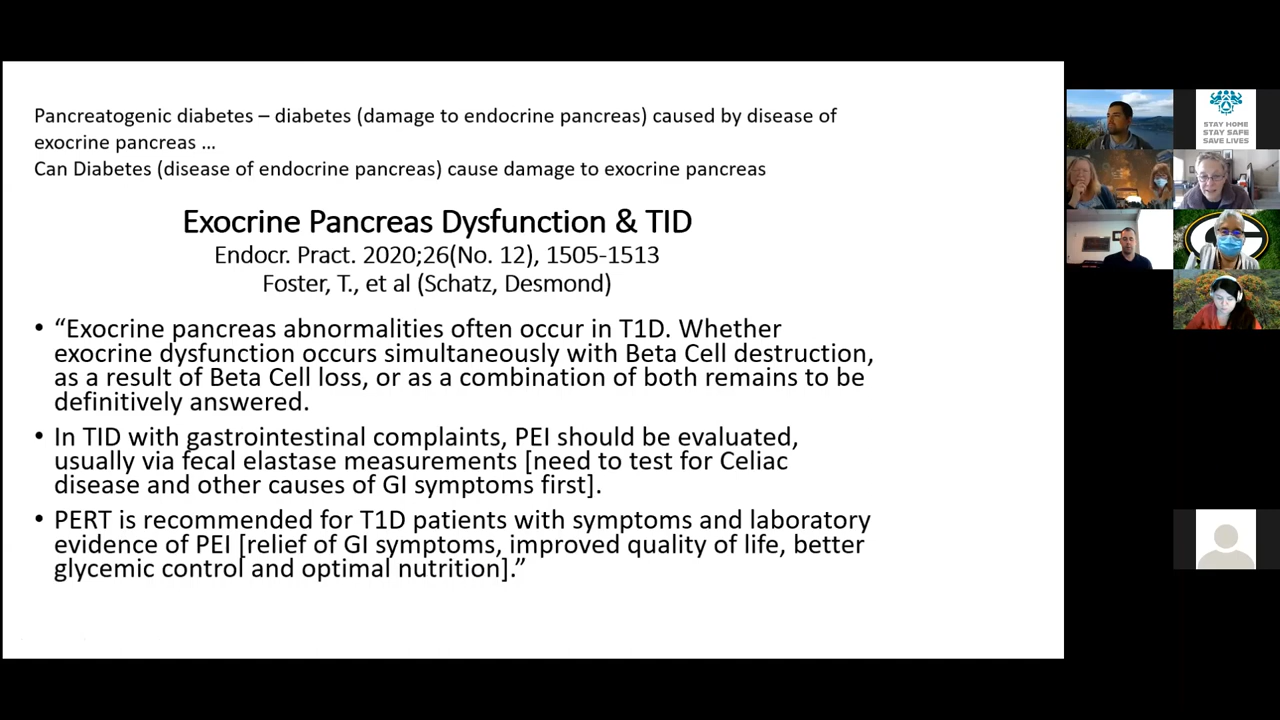 Pancreatogenic diabetes – diabetes (damage to endocrine pancreas) caused by disease of
exocrine pancreas ...
Can Diabetes (disease of endocrine pancreas) cause damage to exocrine pancreas
Exocrine Pancreas Dysfunction & TID
Endocr. Pract. 2020;26(No. 12), 1505-1513
Foster, T., et al (Schatz, Desmond)
• “Exocrine pancreas abnormalities often occur in T1D. Whether
exocrine dysfunction occurs simultaneously with Beta Cell destruction,
as a result of Beta Cell loss, or as a combination of both remains to be
definitively answered.
• In TID with gastrointestinal complaints, PEI should be evaluated,
usually via fecal elastase measurements [need to test for Celiac
disease and other causes of GI symptoms first].
• PERT is recommended for T1D patients with symptoms and laboratory
evidence of PEI [relief of GI symptoms, improved quality of life, better
glycemic control and optimal nutrition].”
STAY HOME
STAY SAFE
SAVE LIVES